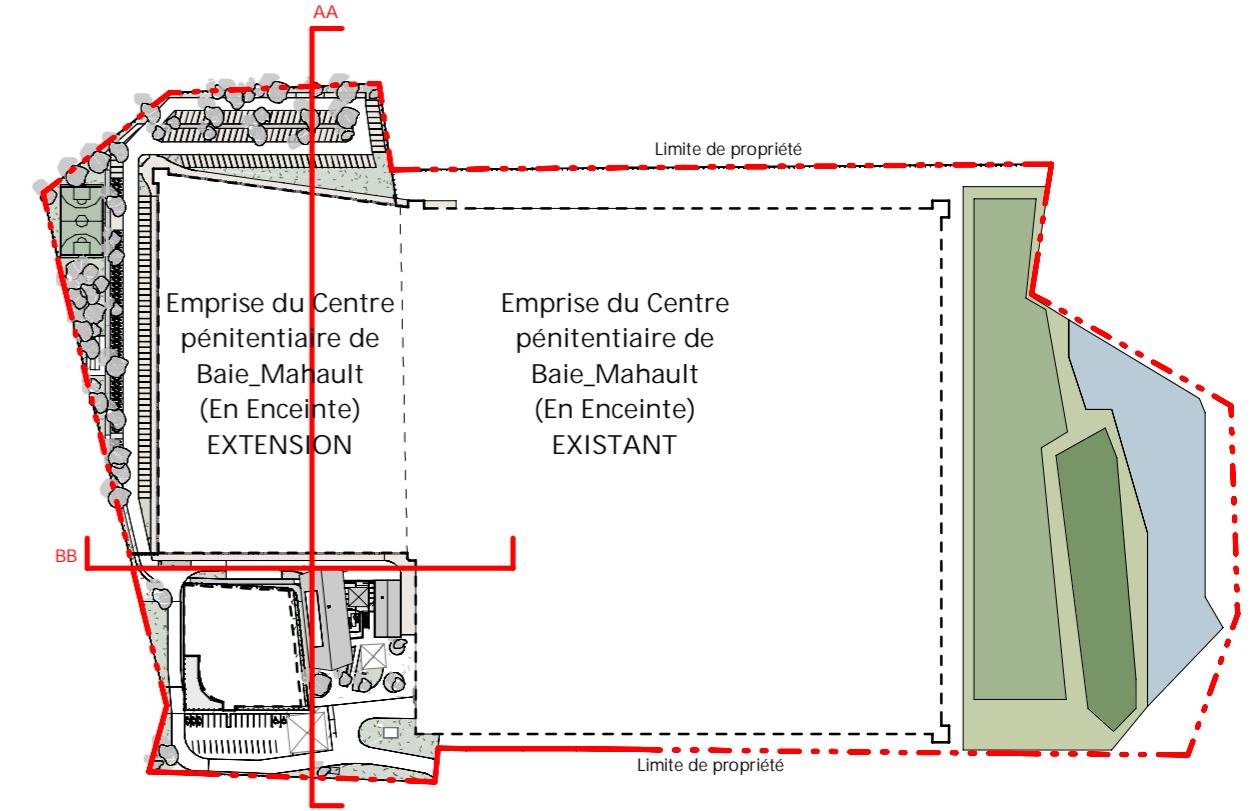 AA
Limite de propriété
Emprise du Centre
pénitentiaire de
Baie_Mahault
(En Enceinte)
EXTENSION
Emprise du Centre
pénitentiaire de
Baie_Mahault
(En Enceinte)
EXISTANT
BB
Limite de propriété